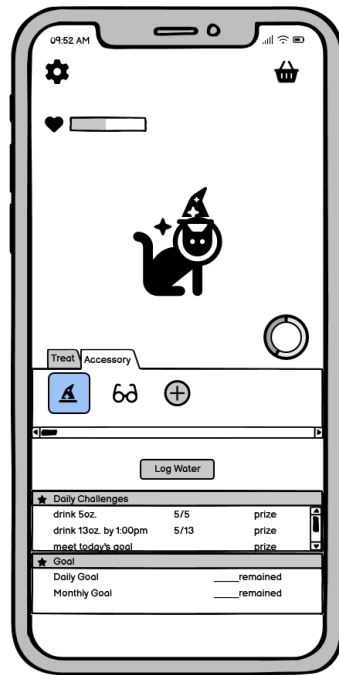 09:52 AM
Treat Accessory
Log Water
Daily Challenges
drink 5oz. 5/5 prize
drink 13oz. by 1:00pm 5/13 prize
meet today's goal prize
Goal
Daily Goal _____remained
Monthly Goal _____remained